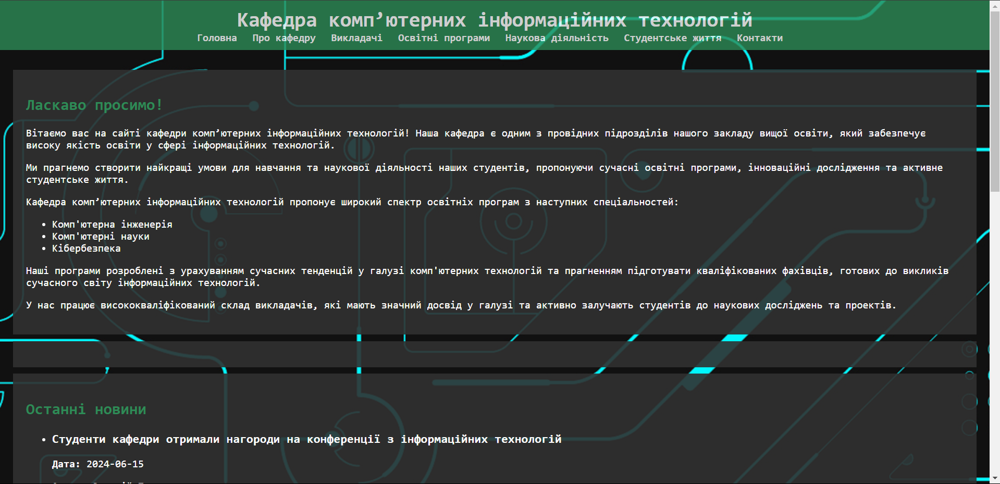 Кафедра комп’ютерних інформаційних технологій
Головна Про кафедру Викладачі Освітні програми Наукова діяльність Студентське життя Контакти
Ласкаво просимо!
Вітаємо вас на сайті кафедри комп’ютерних інформаційних технологій! Наша кафедра є одним з провідних підрозділів нашого закладу вищої освіти, який забезпечує
високу якість освіти у сфері інформаційних технологій.
Ми прагнемо створити найкращі умови для навчання та наукової діяльності наших студентів, пропонуючи сучасні освітні програми, інноваційні дослідження та активне
студентське життя.
Кафедра комп’ютерних інформаційних технологій пропонує широкий спектр освітніх програм з наступних спеціальностей:
• Комп'ютерна інженерія
• Комп'ютерні науки
• Кібербезпека
Наші програми розроблені з урахуванням сучасних тенденцій у галузі комп'ютерних технологій та прагненням підготувати кваліфікованих фахівців, готових до викликів
сучасного світу інформаційних технологій.
У нас працює висококваліфікований склад викладачів, які мають значний досвід у галузі та активно залучають студентів до наукових досліджень та проектів.
Останні новини
• Студенти кафедри отримали нагороди на конференції з інформаційних технологій
Дата: 2024-06-15